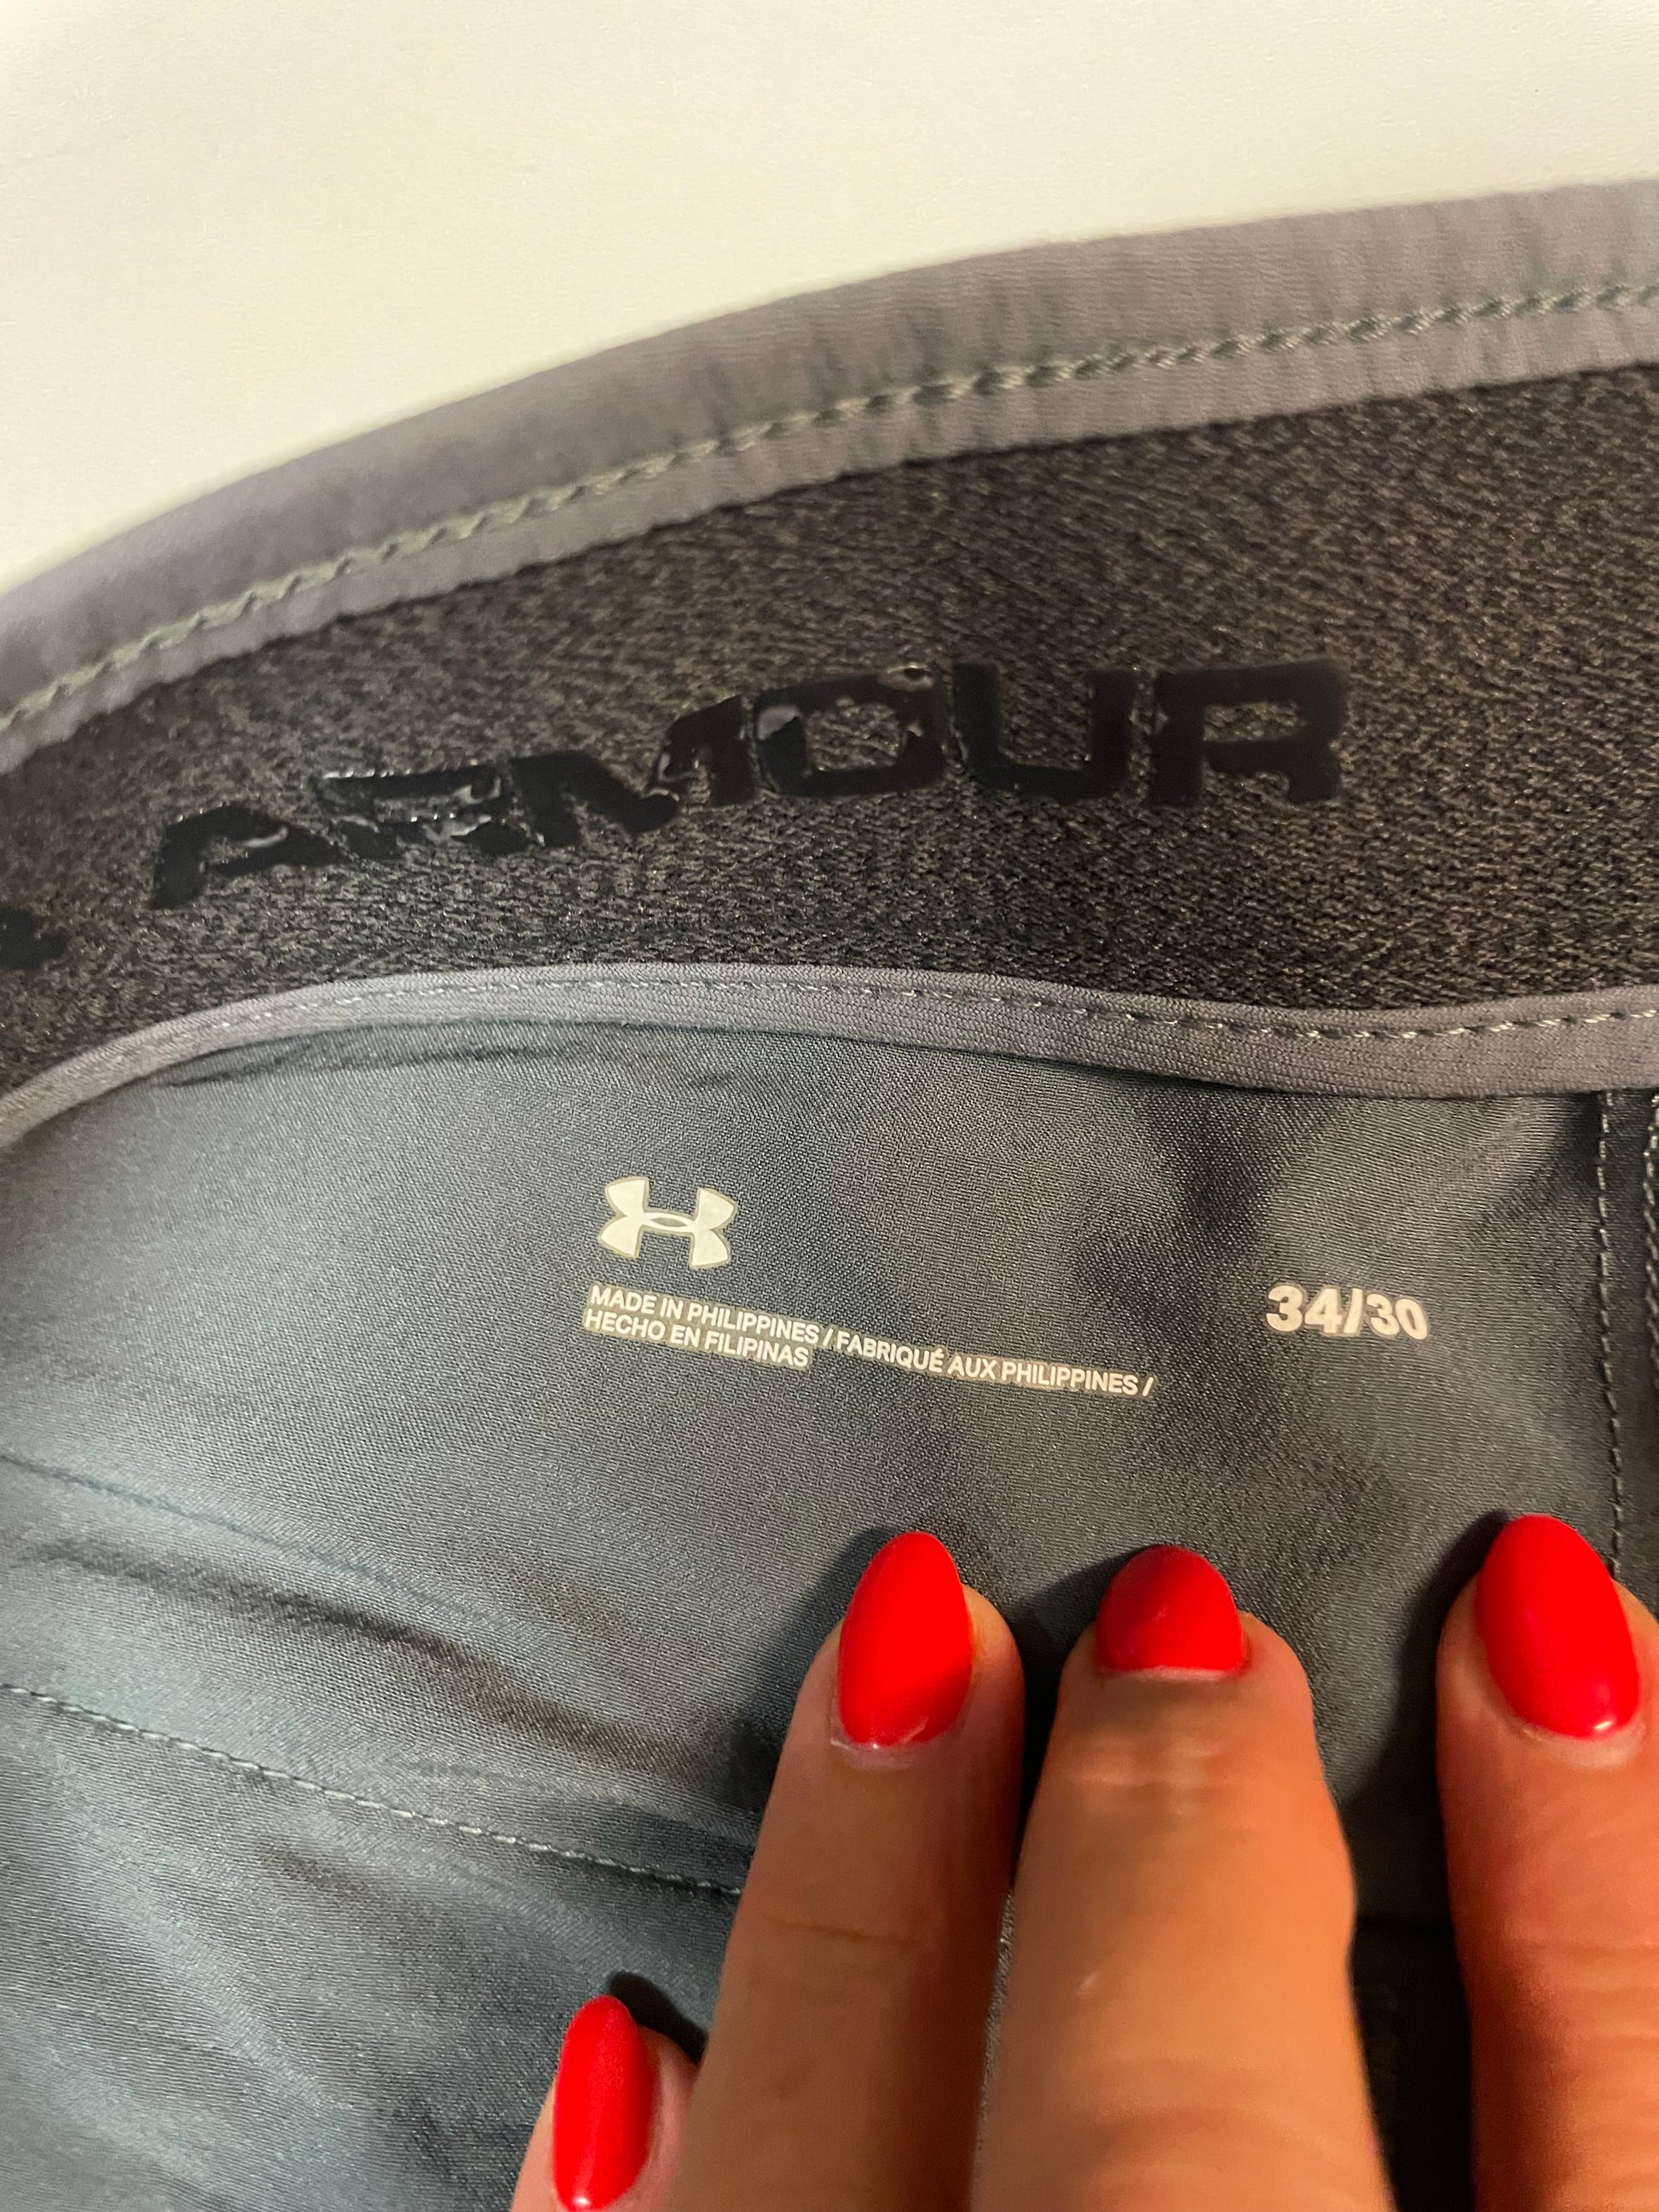 ARMOUR
MADE IN PHILIPPINES / FABRIQUÉ AUX PHILIPPINES /
HECHO EN FILIPINAS
34/30